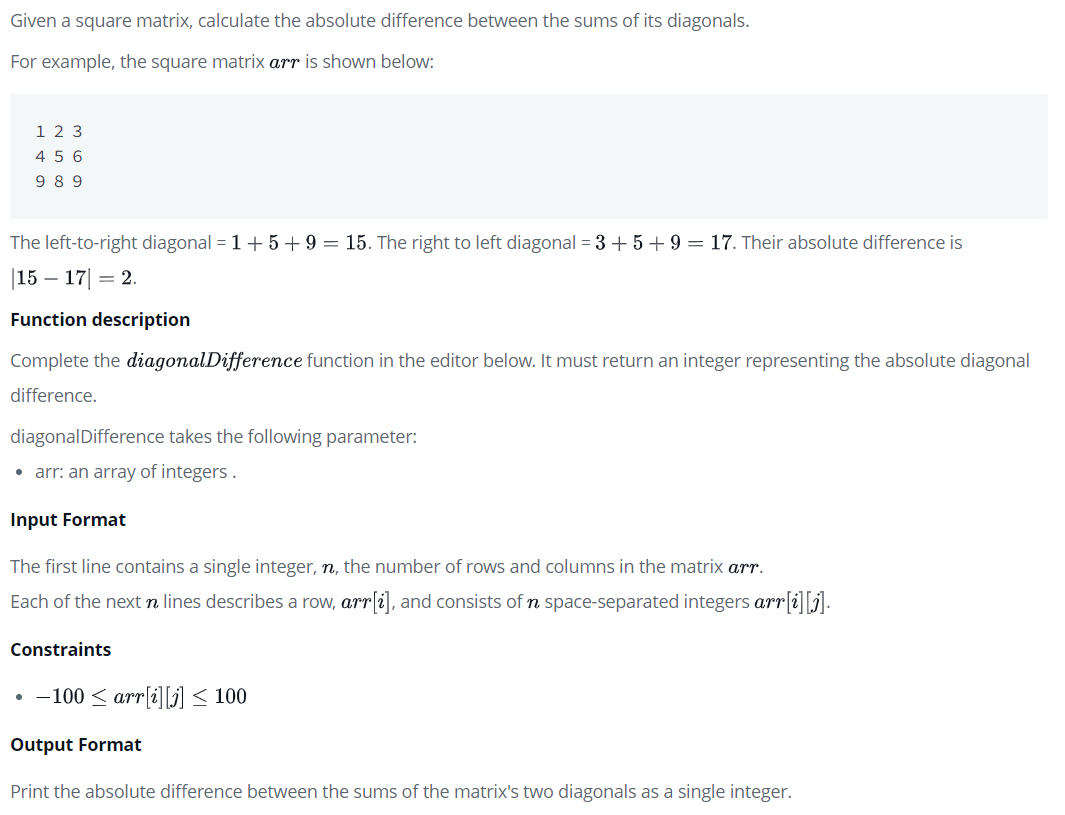 Given a square matrix, calculate the absolute difference between the sums of its diagonals.
For example, the square matrix arr is shown below:
1 2 3
4 5 6
9 8 9
The left-to-right diagonal = 1 + 5 + 9 = 15. The right to left diagonal = 3 + 5 + 9 = 17. Their absolute difference is
|15 − 17| = 2.
Function description
Complete the diagonalDifference function in the editor below. It must return an integer representing the absolute diagonal
difference.
diagonalDifference takes the following parameter:
• arr: an array of integers .
Input Format
The first line contains a single integer, n, the number of rows and columns in the matrix arr.
Each of the next n lines describes a row, arr[i], and consists of n space-separated integers arr[i][j].
Constraints
• −100 ≤ arr[i][j] ≤ 100
Output Format
Print the absolute difference between the sums of the matrix's two diagonals as a single integer.